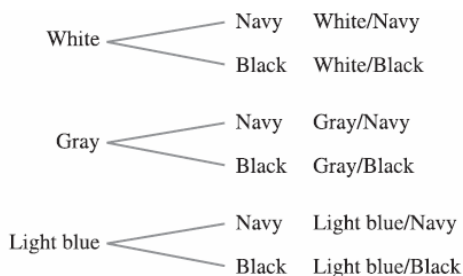 White
Navy White/Navy
Black White/Black
Gray
Navy Gray/Navy
Black Gray/Black
Light blue
Navy Light blue/Navy
Black Light blue/Black